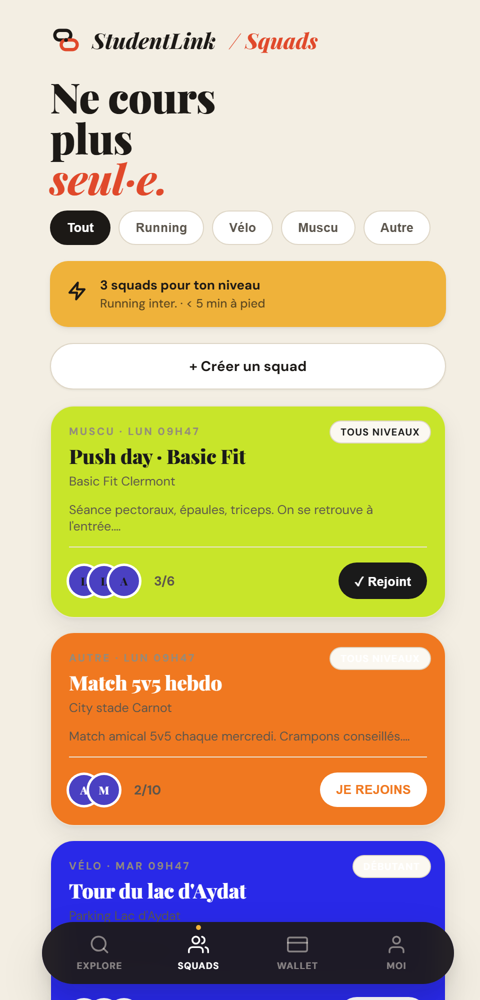 StudentLink / Squads
Ne cours
plus
seul·e.
Tout Running Vélo Muscu Autre
3 squads pour ton niveau
Running inter. · < 5 min à pied
+ Créer un squad
MUSCU · LUN 09H47 TOUS NIVEAUX
Push day · Basic Fit
Basic Fit Clermont
Séance pectoraux, épaules, triceps. On se retrouve à
l'entrée....
L L A 3/6 ✓ Rejoint
AUTRE · LUN 09H47 TOUS NIVEAUX
Match 5v5 hebdo
City stade Carnot
Match amical 5v5 chaque mercredi. Crampons conseillés....
A M 2/10 JE REJOINS
VÉLO · MAR 09H47 DÉBUTANT
Tour du lac d'Aydat
Parking Lac d'Aydat
EXPLORE SQUADS WALLET MOI